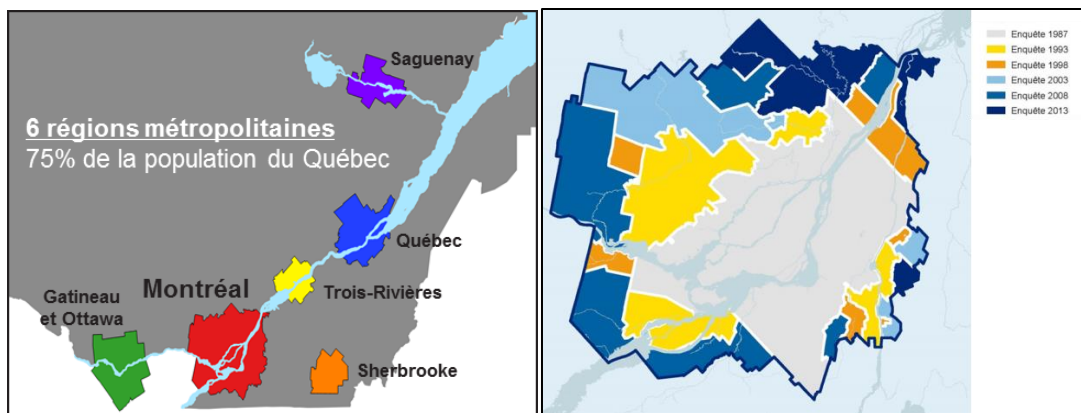 Saguenay
6 régions métropolitaines
75% de la population du Québec
Québec
Trois-Rivières
Montréal
Gatineau
et Ottawa
Sherbrooke
Enquête 1987
Enquête 1993
Enquête 1998
Enquête 2003
Enquête 2008
Enquête 2013